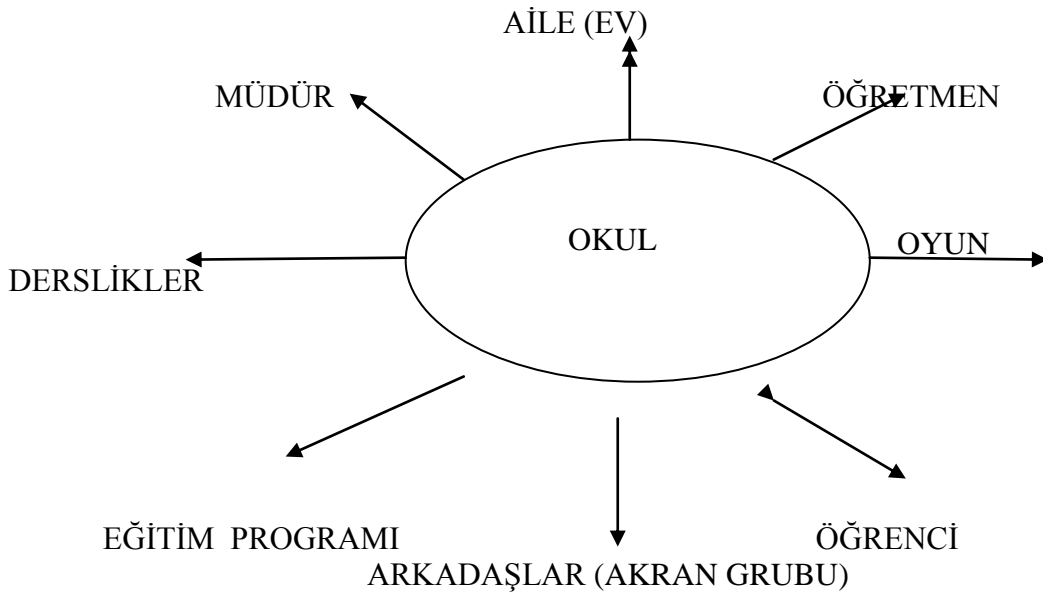 AİLE (EV)
MÜDÜR
ÖĞRETMEN
OKUL
OYUN
DERSLİKLER
EĞİTİM PROGRAMI
ÖĞRENCİ
ARKADAŞLAR (AKRAN GRUBU)